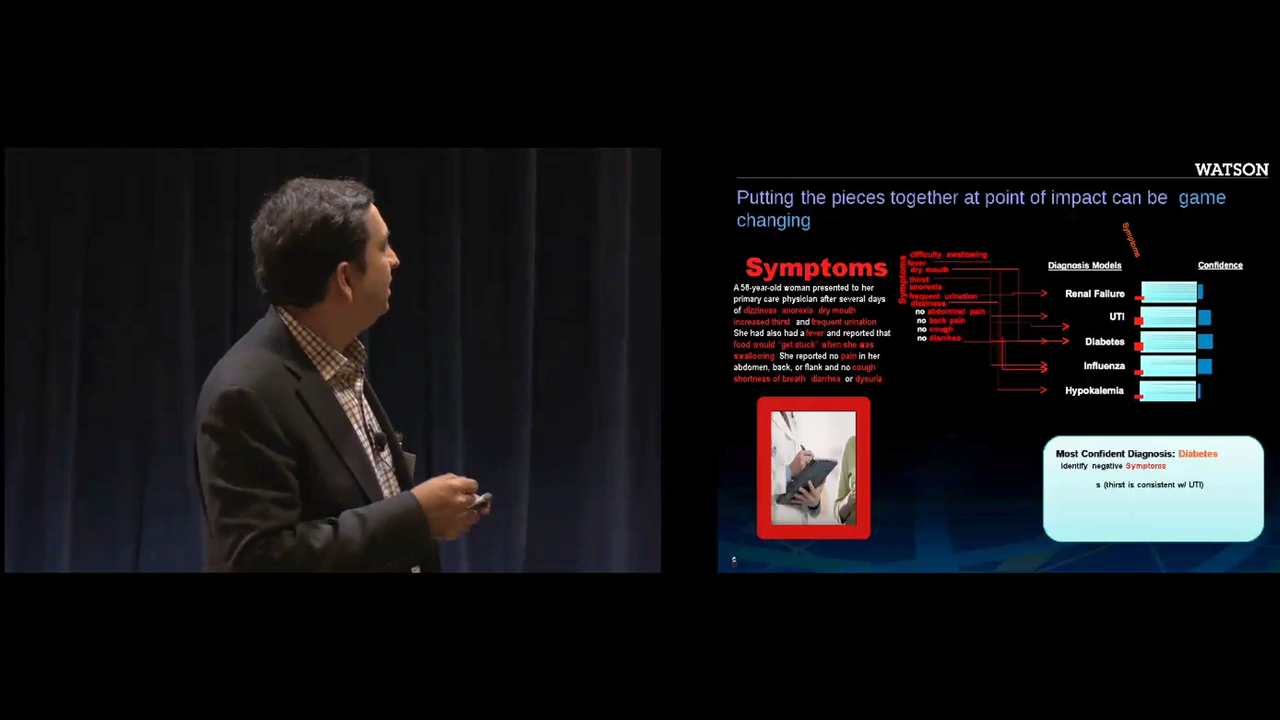 WATSON
Putting the pieces together at point of impact can be game
changing
Symptoms
Symptoms
A 58-year-old woman presented to her
primary care physician after several days
of dizziness anorexia dry mouth
increased thirst and frequent urination
She had also had a fever and reported that
food would "get stuck" when she was
swallowing She reported no pain in her
abdomen, back, or flank and no cough
shortness of breath diarrhea or dysuria
Symptoms
difficulty swallowing
fever
dry mouth
thirst
anorexia
frequent urination
dizziness
no abdominal pain
no back pain
no cough
no diarrhea
Diagnosis Models
Confidence
Renal Failure
UTI
Diabetes
Influenza
Hypokalemia
Most Confident Diagnosis: Diabetes
Identify negative Symptoms
s (thirst is consistent w/ UTI)